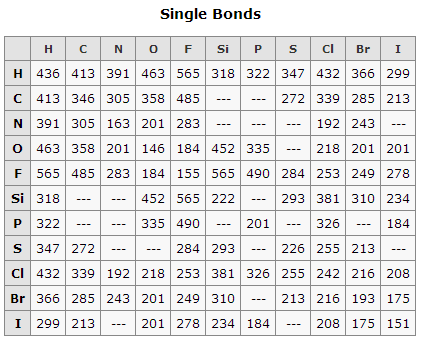 Single Bonds
H C N O F Si P S Cl Br I
H 436 413 391 463 565 318 322 347 432 366 299
C 413 346 305 358 485 --- --- 272 339 285 213
N 391 305 163 201 283 --- --- --- 192 243 ---
O 463 358 201 146 184 452 335 --- 218 201 201
F 565 485 283 184 155 565 490 284 253 249 278
Si 318 --- --- 452 565 222 --- 293 381 310 234
P 322 --- --- 335 490 --- 201 --- 326 --- 184
S 347 272 --- --- 284 293 --- 226 255 213 ---
Cl 432 339 192 218 253 381 326 255 242 216 208
Br 366 285 243 201 249 310 --- 213 216 193 175
I 299 213 --- 201 278 234 184 --- 208 175 151